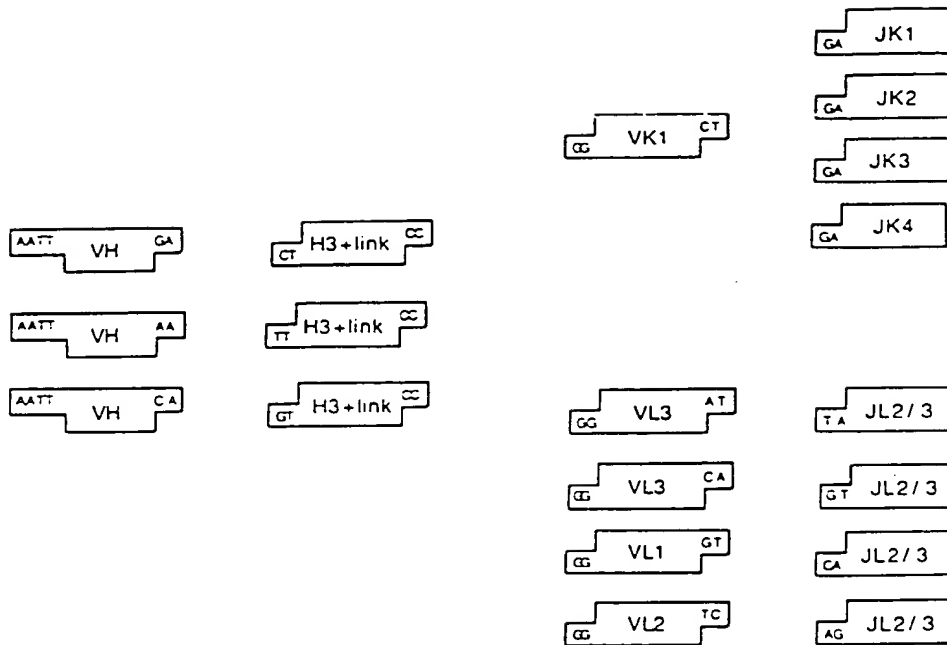 GA JK1
GA JK2
CG VK1 CT
GA JK3
GA JK4
AATT VH GA
CT H3+link CC
AATT VH AA
TT H3+link CC
AATT VH CA
GT H3+link CC
GG VL3 AT
TA JL2/3
GG VL3 CA
GT JL2/3
GG VL1 GT
CA JL2/3
GG VL2 TC
AG JL2/3